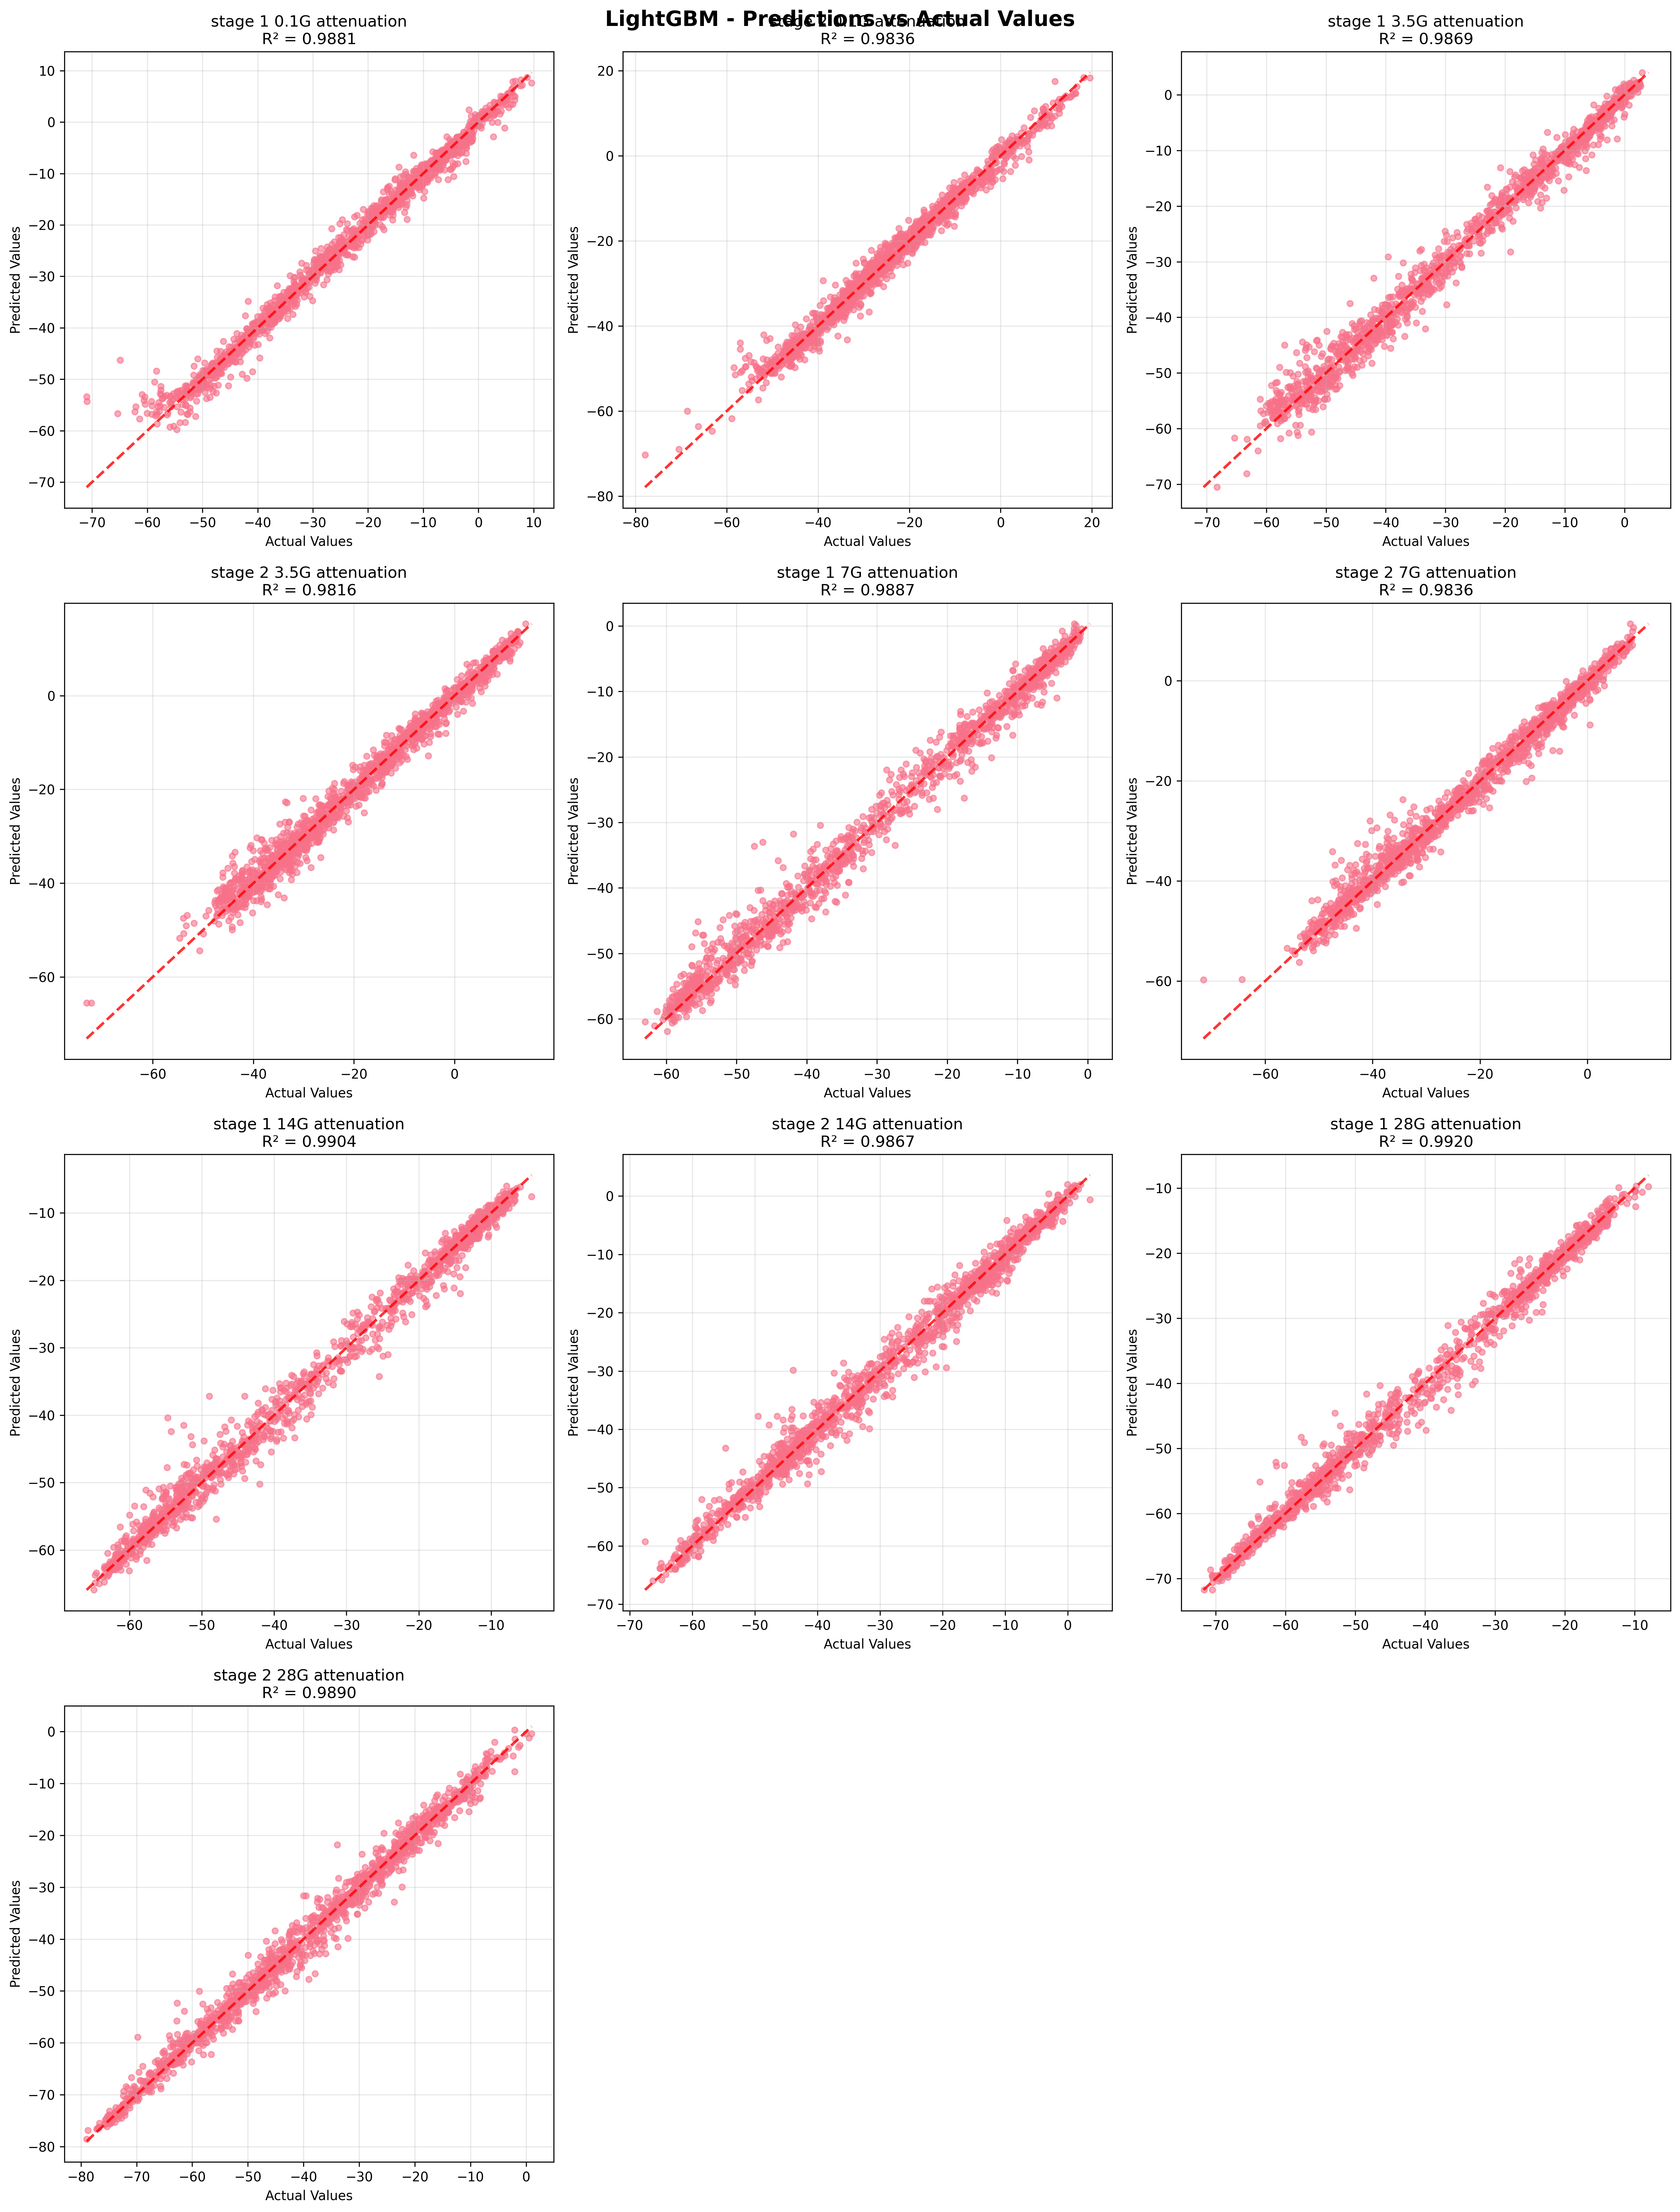 LightGBM - Predictions vs Actual Values
stage 1 0.1G attenuation
R² = 0.9881
Predicted Values
10
0
−10
−20
−30
−40
−50
−60
−70
−70 −60 −50 −40 −30 −20 −10 0 10
Actual Values
stage 2 0.1G attenuation
R² = 0.9836
Predicted Values
20
0
−20
−40
−60
−80
−80 −60 −40 −20 0 20
Actual Values
stage 1 3.5G attenuation
R² = 0.9869
Predicted Values
0
−10
−20
−30
−40
−50
−60
−70
−70 −60 −50 −40 −30 −20 −10 0
Actual Values
stage 2 3.5G attenuation
R² = 0.9816
Predicted Values
0
−20
−40
−60
−60 −40 −20 0
Actual Values
stage 1 7G attenuation
R² = 0.9887
Predicted Values
0
−10
−20
−30
−40
−50
−60
−60 −50 −40 −30 −20 −10 0
Actual Values
stage 2 7G attenuation
R² = 0.9836
Predicted Values
0
−20
−40
−60
−60 −40 −20 0
Actual Values
stage 1 14G attenuation
R² = 0.9904
Predicted Values
−10
−20
−30
−40
−50
−60
−60 −50 −40 −30 −20 −10
Actual Values
stage 2 14G attenuation
R² = 0.9867
Predicted Values
0
−10
−20
−30
−40
−50
−60
−70
−70 −60 −50 −40 −30 −20 −10 0
Actual Values
stage 1 28G attenuation
R² = 0.9920
Predicted Values
−10
−20
−30
−40
−50
−60
−70
−70 −60 −50 −40 −30 −20 −10
Actual Values
stage 2 28G attenuation
R² = 0.9890
Predicted Values
0
−10
−20
−30
−40
−50
−60
−70
−80
−80 −70 −60 −50 −40 −30 −20 −10 0
Actual Values